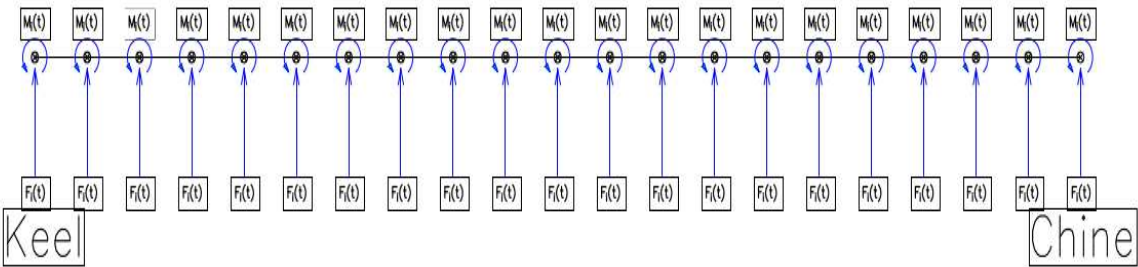 Mᵢ(t) Mᵢ(t) Mᵢ(t) Mᵢ(t) Mᵢ(t) Mᵢ(t) Mᵢ(t) Mᵢ(t) Mᵢ(t) Mᵢ(t) Mᵢ(t) Mᵢ(t) Mᵢ(t) Mᵢ(t) Mᵢ(t) Mᵢ(t) Mᵢ(t) Mᵢ(t) Mᵢ(t) Mᵢ(t) Mᵢ(t)
Fᵢ(t) Fᵢ(t) Fᵢ(t) Fᵢ(t) Fᵢ(t) Fᵢ(t) Fᵢ(t) Fᵢ(t) Fᵢ(t) Fᵢ(t) Fᵢ(t) Fᵢ(t) Fᵢ(t) Fᵢ(t) Fᵢ(t) Fᵢ(t) Fᵢ(t) Fᵢ(t) Fᵢ(t) Fᵢ(t) Fᵢ(t)
Keel Chine